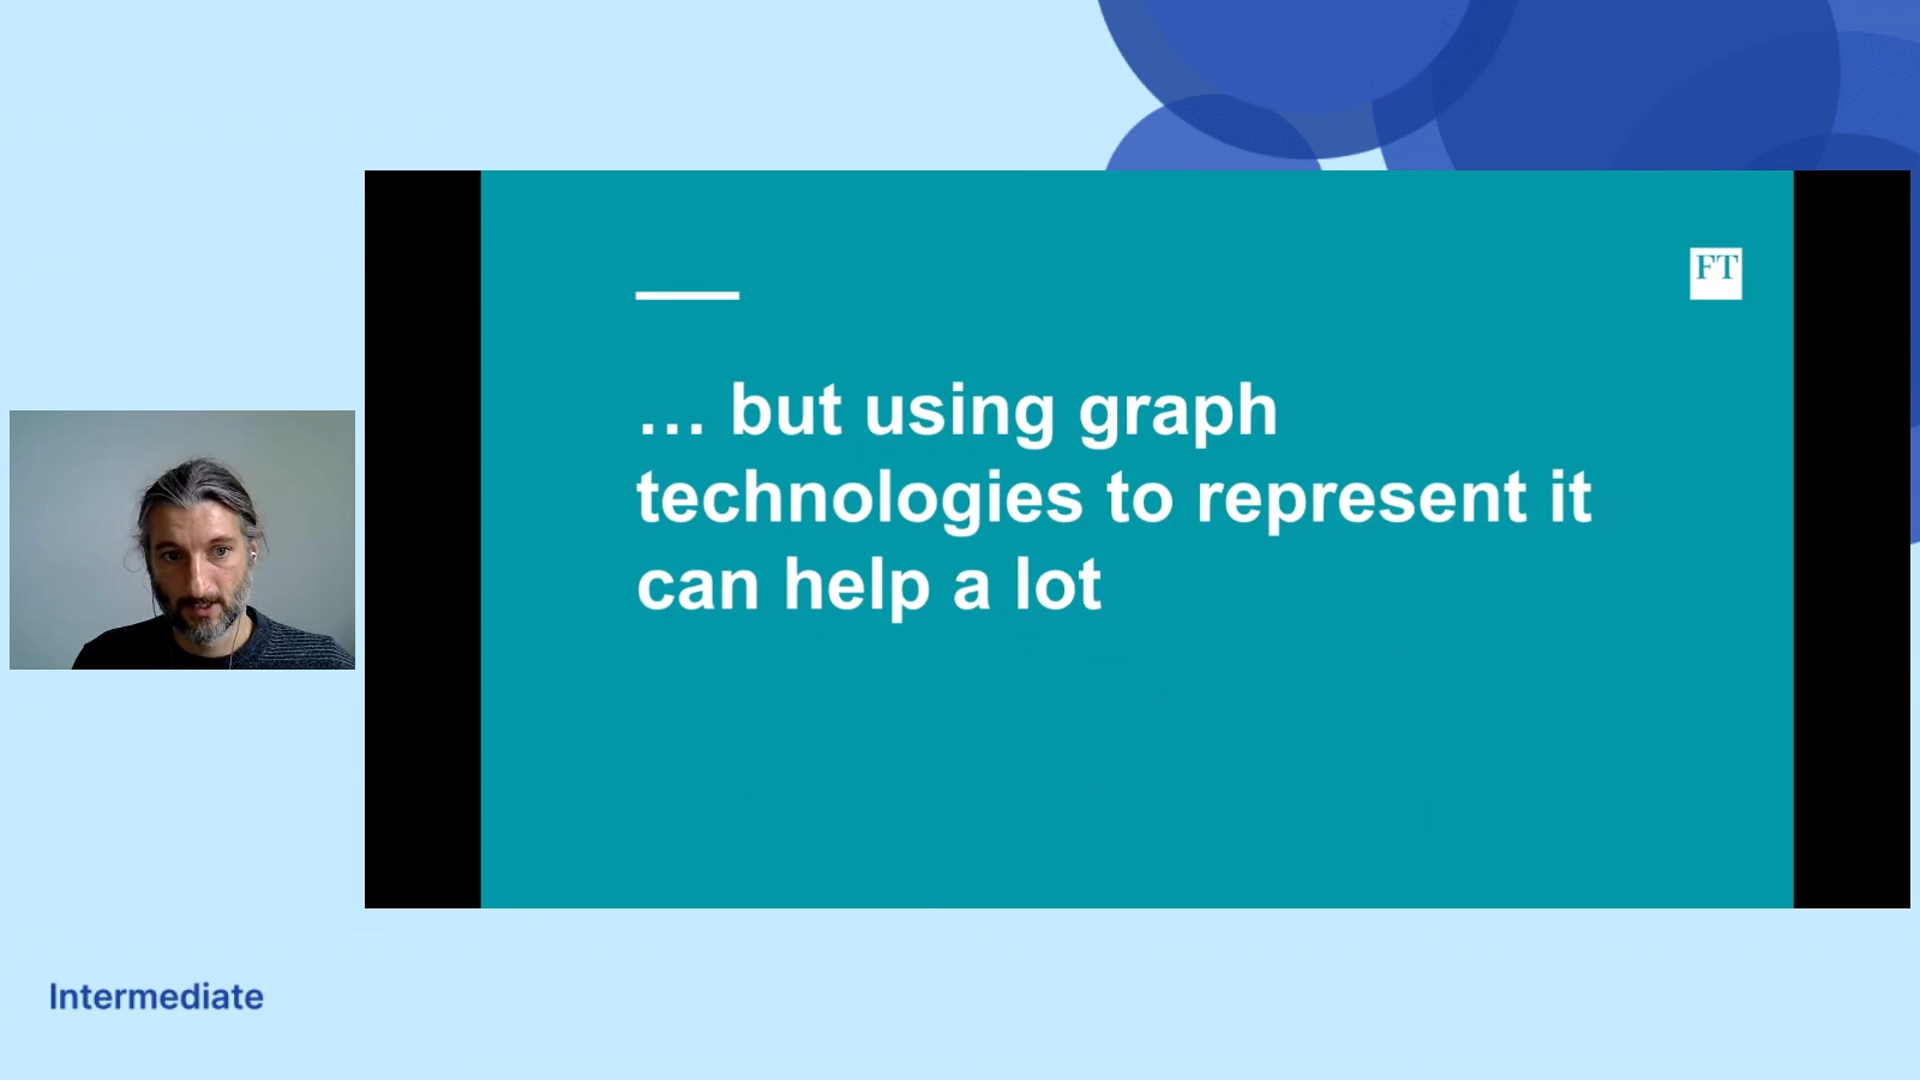 FT
… but using graph
technologies to represent it
can help a lot
Intermediate